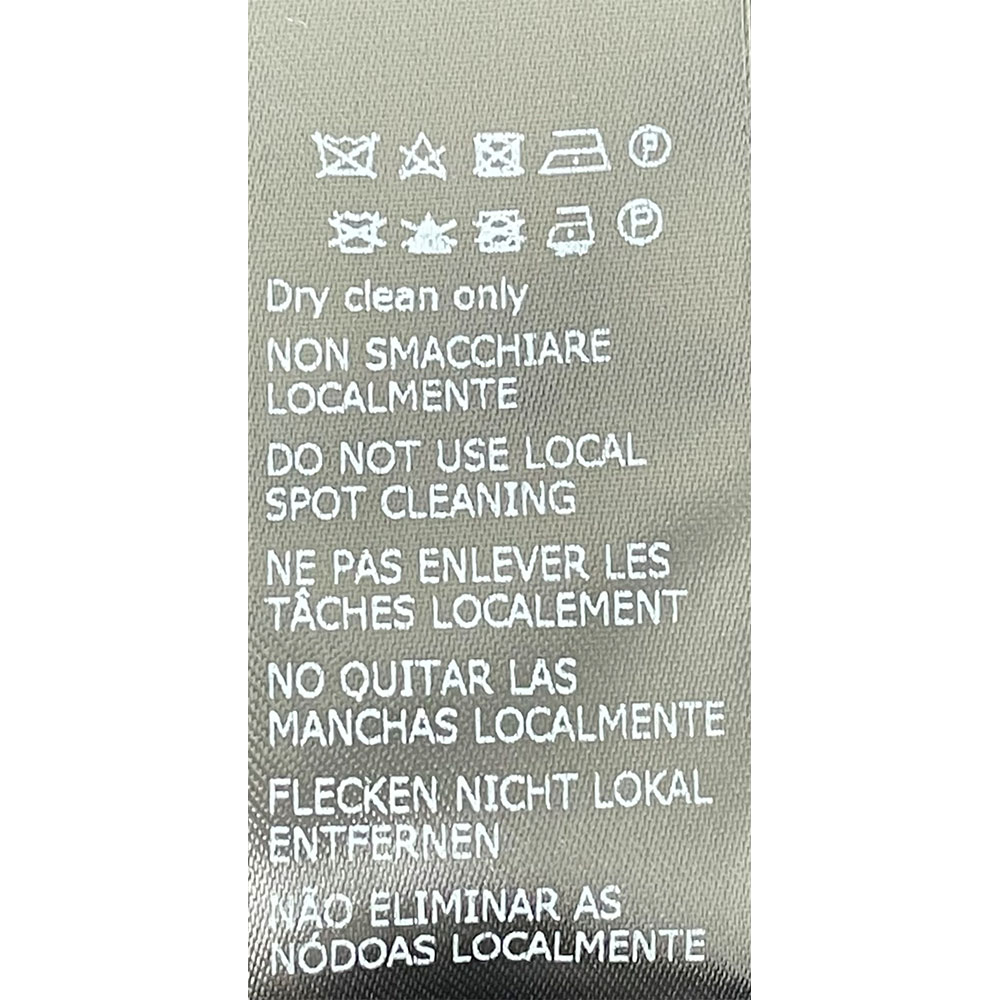 P
P
Dry clean only
NON SMACCHIARE
LOCALMENTE
DO NOT USE LOCAL
SPOT CLEANING
NE PAS ENLEVER LES
TÂCHES LOCALEMENT
NO QUITAR LAS
MANCHAS LOCALMENTE
FLECKEN NICHT LOKAL
ENTFERNEN
NÃO ELIMINAR AS
NÓDOAS LOCALMENTE